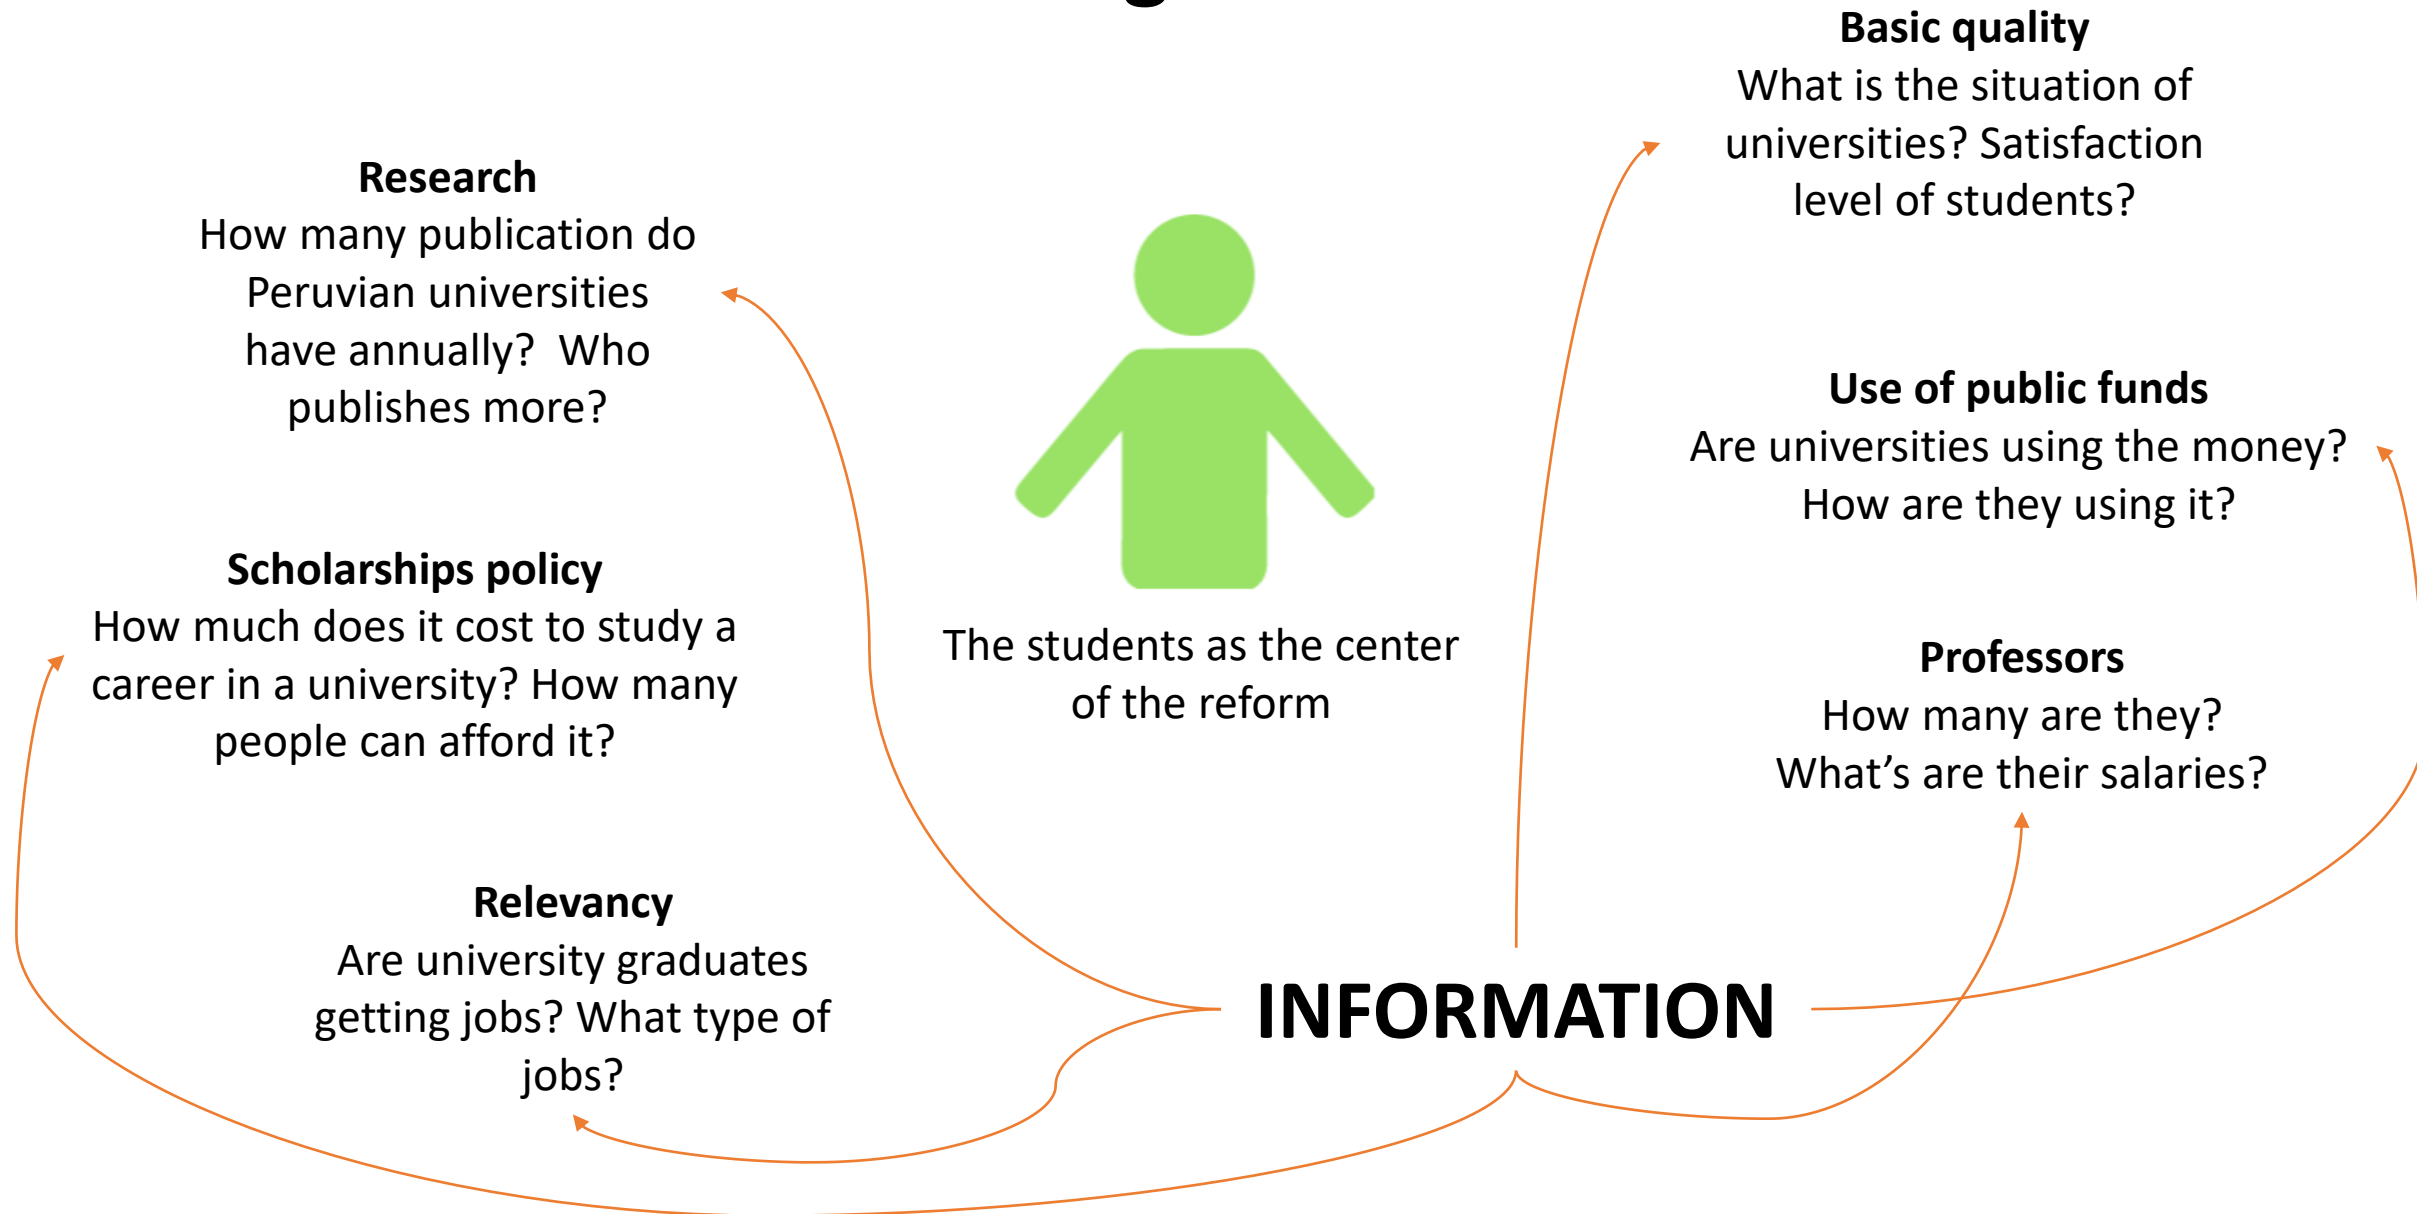 Research
How many publication do
Peruvian universities
have annually?  Who
publishes more?
Scholarships policy
How much does it cost to study a
career in a university? How many
people can afford it?
Relevancy
Are university graduates
getting jobs? What type of
jobs?
The students as the center
of the reform
Basic quality
What is the situation of
universities? Satisfaction
level of students?
Use of public funds
Are universities using the money?
How are they using it?
Professors
How many are they?
What’s are their salaries?
INFORMATION